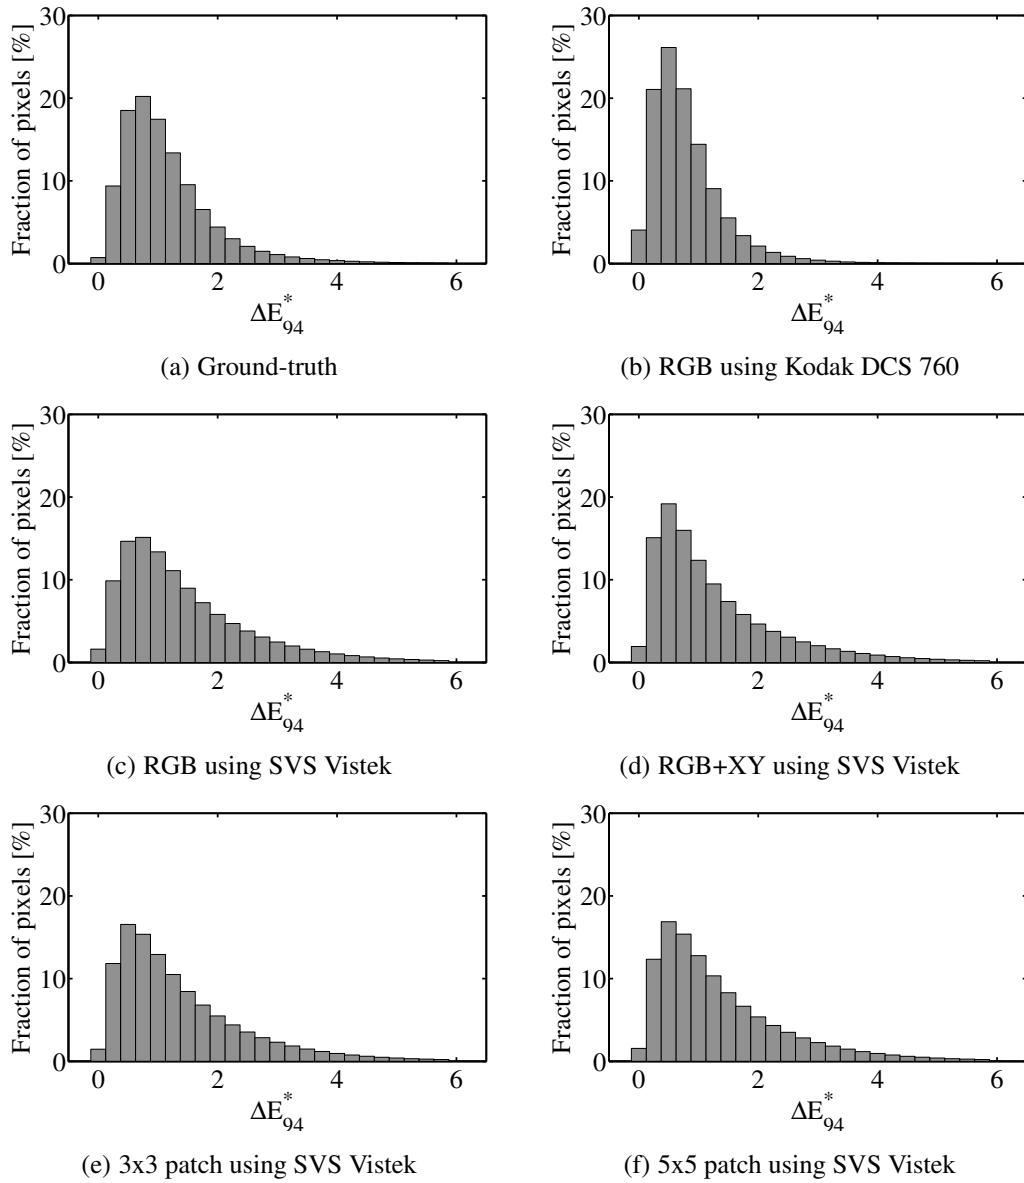 30
20
10
0
Fraction of pixels [%]
0 2 4 6
ΔE*94
(a) Ground-truth
30
20
10
0
Fraction of pixels [%]
0 2 4 6
ΔE*94
(b) RGB using Kodak DCS 760
30
20
10
0
Fraction of pixels [%]
0 2 4 6
ΔE*94
(c) RGB using SVS Vistek
30
20
10
0
Fraction of pixels [%]
0 2 4 6
ΔE*94
(d) RGB+XY using SVS Vistek
30
20
10
0
Fraction of pixels [%]
0 2 4 6
ΔE*94
(e) 3x3 patch using SVS Vistek
30
20
10
0
Fraction of pixels [%]
0 2 4 6
ΔE*94
(f) 5x5 patch using SVS Vistek